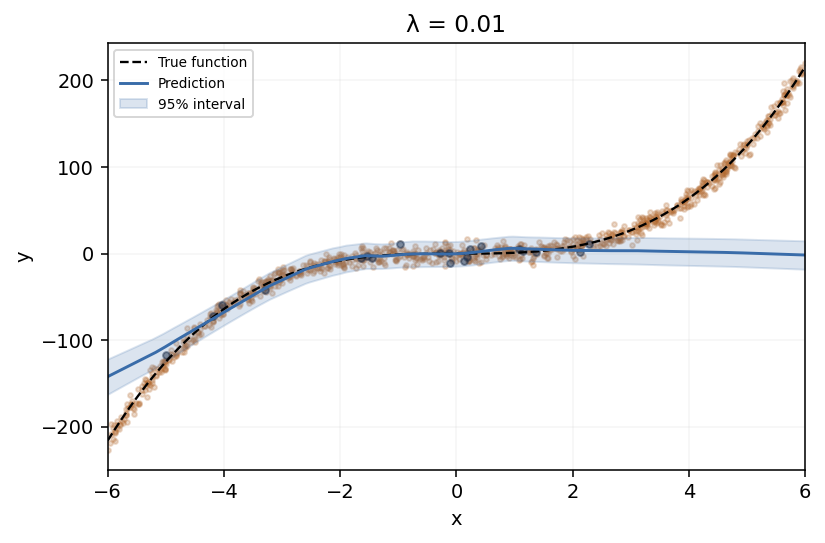 λ = 0.01
True function
Prediction
95% interval
y
200
100
0
−100
−200
−6 −4 −2 0 2 4 6
x